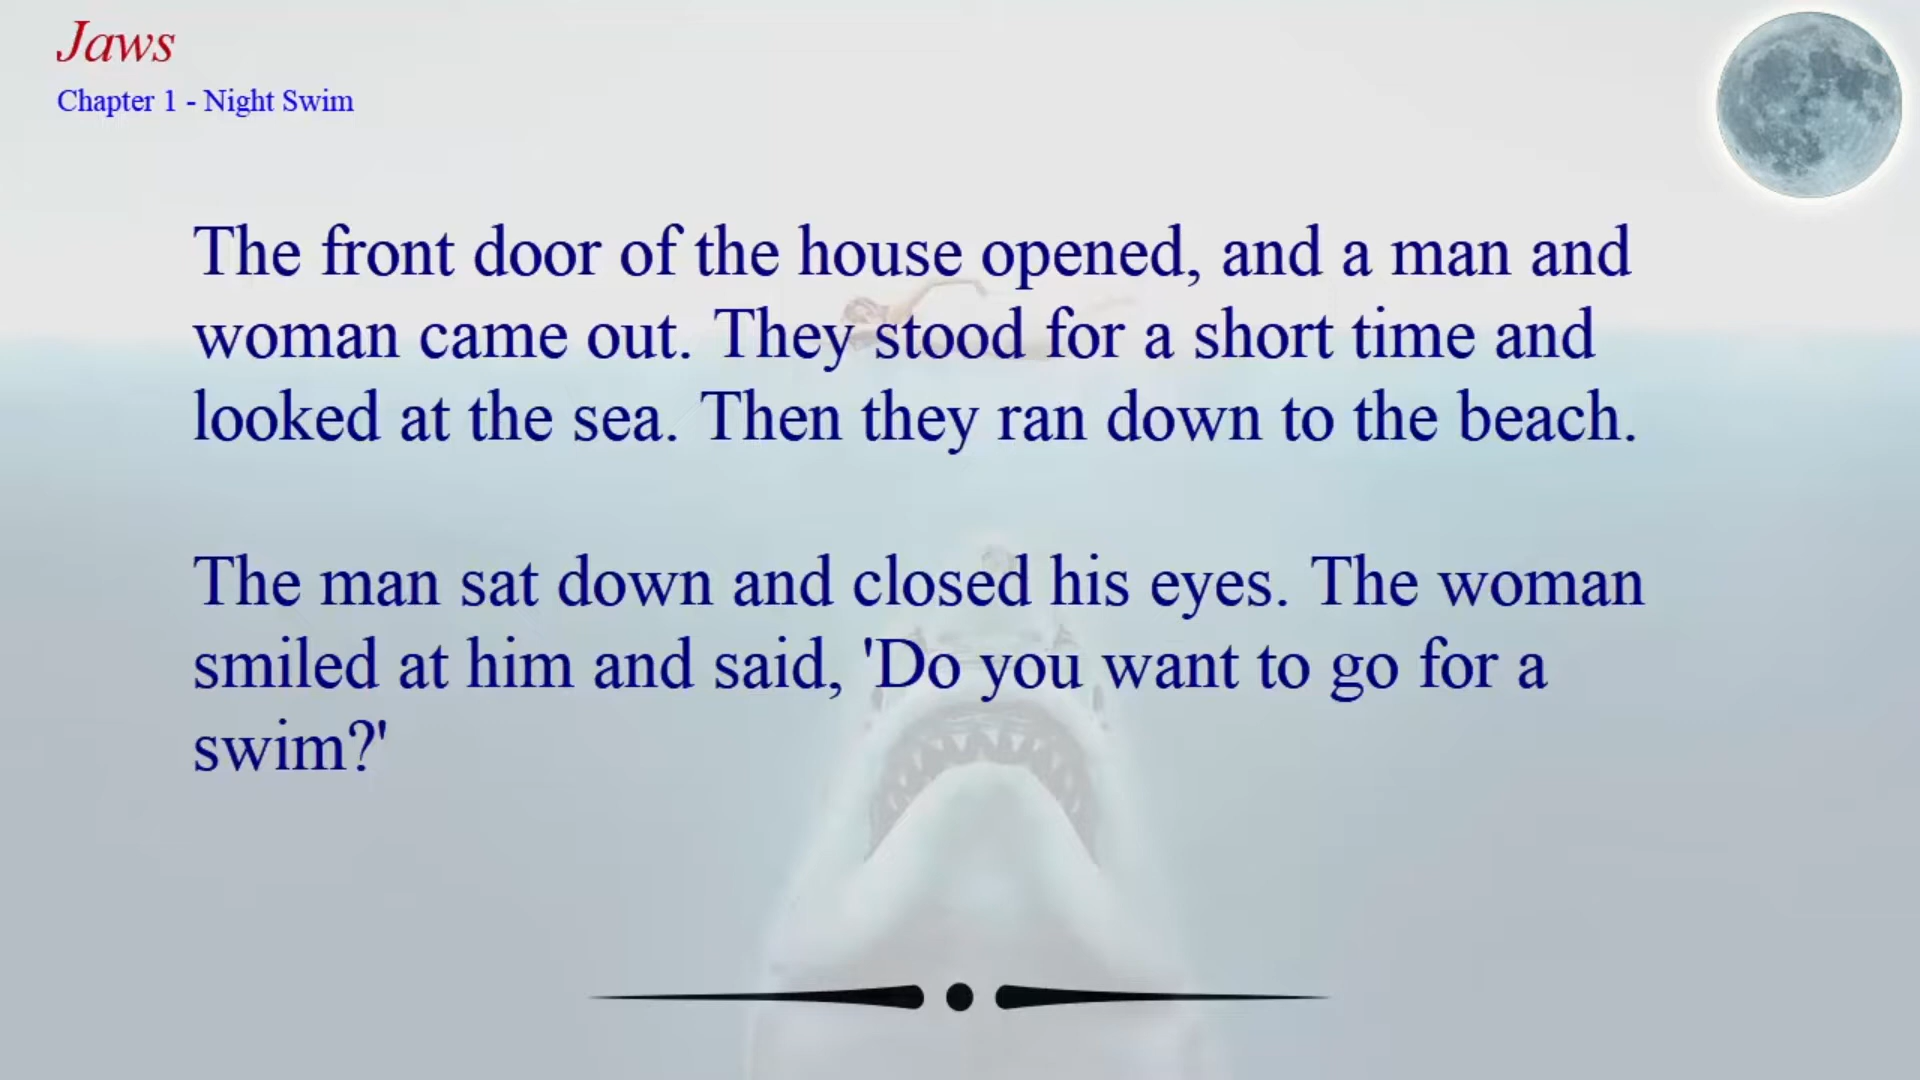 Jaws
Chapter 1 - Night Swim
The front door of the house opened, and a man and
woman came out. They stood for a short time and
looked at the sea. Then they ran down to the beach.
The man sat down and closed his eyes. The woman
smiled at him and said, 'Do you want to go for a
swim?'